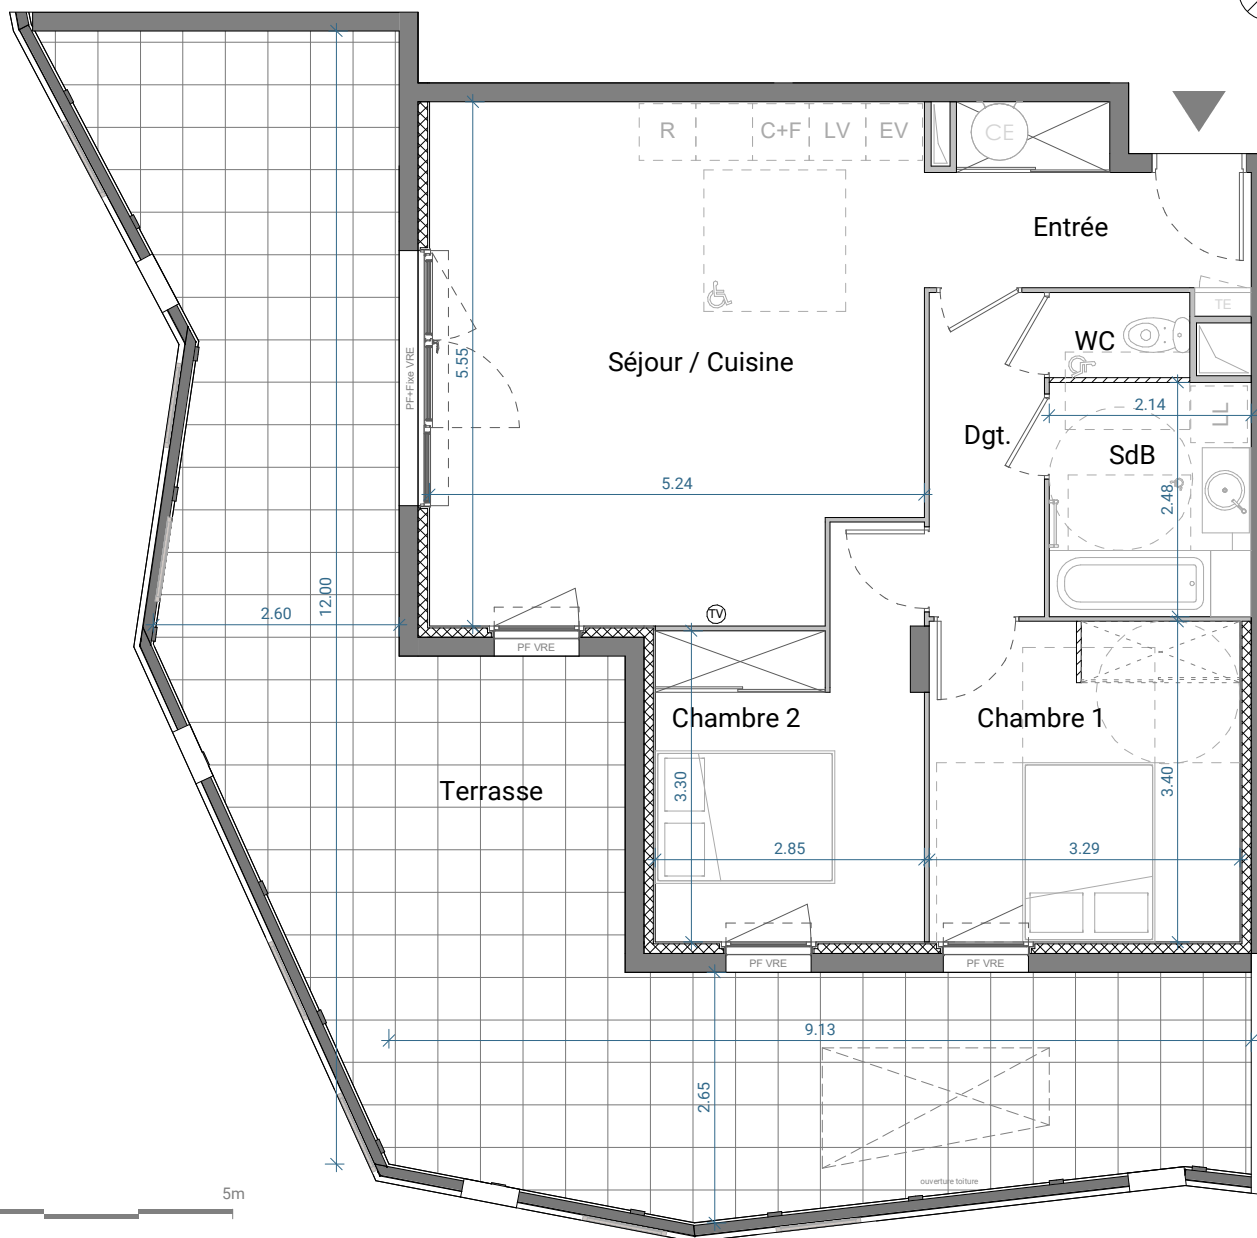 R
C+F
LV
EV
CE
Entrée
TE
WC
PF+Fixe VRE
5.55
Séjour / Cuisine
2.14
LL
Dgt.
SdB
5.24
2.48
12.00
2.60
TV
PF VRE
Chambre 2
Chambre 1
Terrasse
3.30
3.40
2.85
3.29
PF VRE
PF VRE
9.13
2.65
ouverture toiture
5m